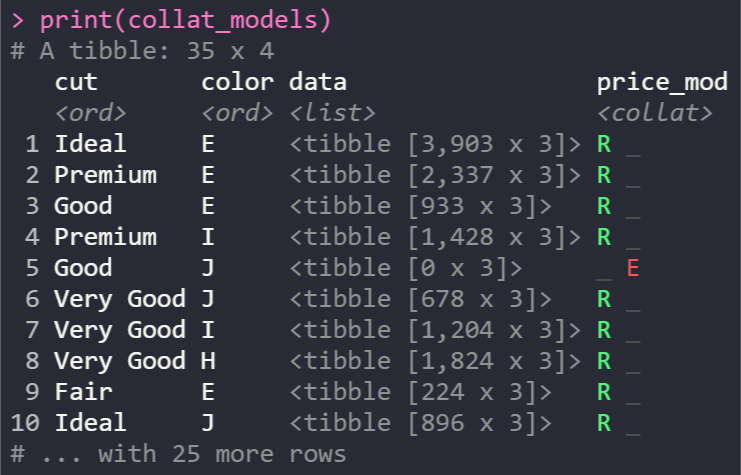 > print(collat_models)
# A tibble: 35 x 4
   cut       color data                 price_mod
   <ord>     <ord> <list>               <collat>
 1 Ideal     E     <tibble [3,903 x 3]> R _
 2 Premium   E     <tibble [2,337 x 3]> R _
 3 Good      E     <tibble [933 x 3]>   R _
 4 Premium   I     <tibble [1,428 x 3]> R _
 5 Good      J     <tibble [0 x 3]>     _ E
 6 Very Good J     <tibble [678 x 3]>   R _
 7 Very Good I     <tibble [1,204 x 3]> R _
 8 Very Good H     <tibble [1,824 x 3]> R _
 9 Fair      E     <tibble [224 x 3]>   R _
10 Ideal     J     <tibble [896 x 3]>   R _
# ... with 25 more rows